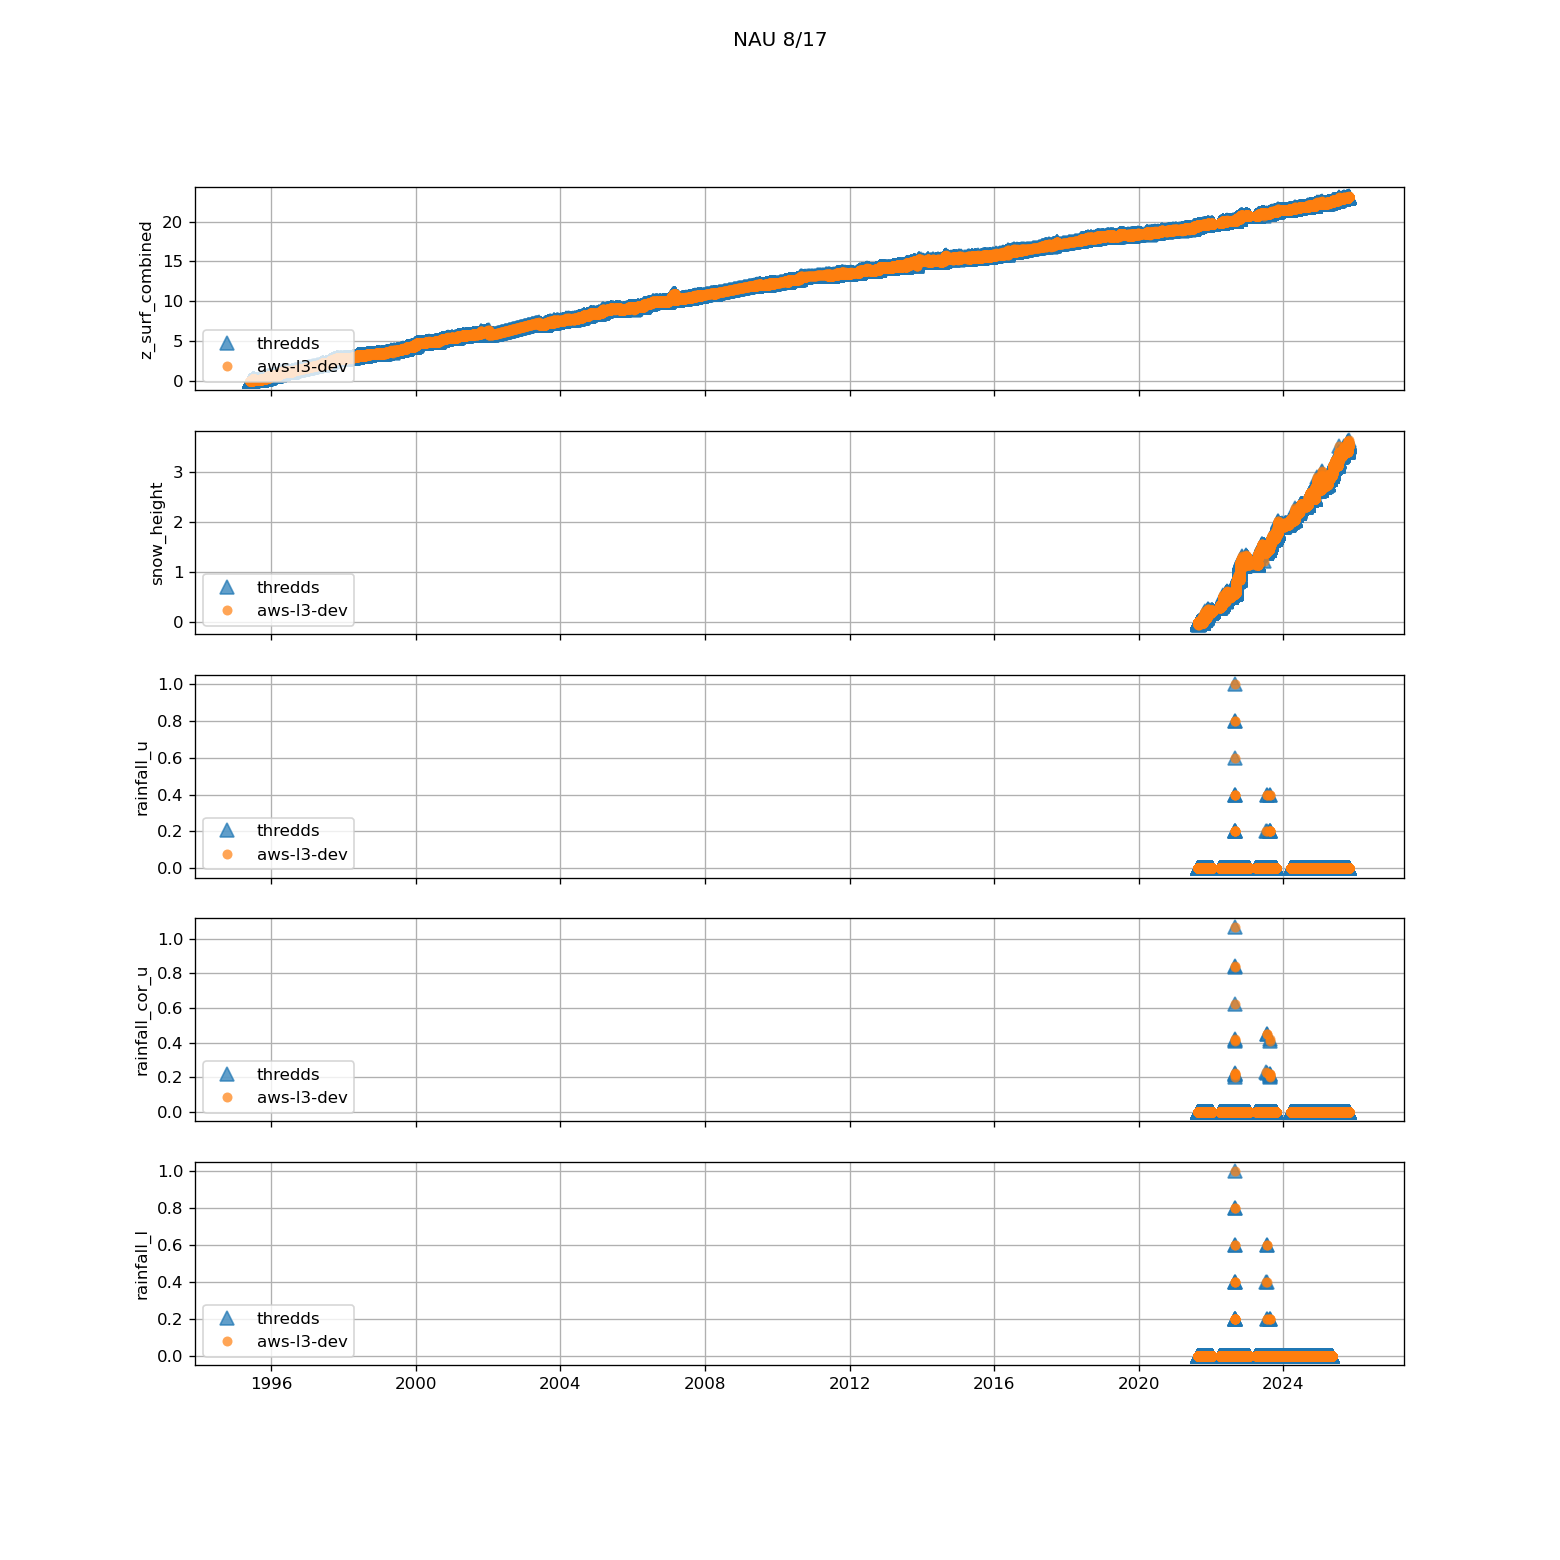 NAU 8/17
z_surf_combined
20
15
10
5
0
thredds
aws-l3-dev
snow_height
3
2
1
0
thredds
aws-l3-dev
rainfall_u
1.0
0.8
0.6
0.4
0.2
0.0
thredds
aws-l3-dev
rainfall_cor_u
1.0
0.8
0.6
0.4
0.2
0.0
thredds
aws-l3-dev
rainfall_l
1.0
0.8
0.6
0.4
0.2
0.0
thredds
aws-l3-dev
1996 2000 2004 2008 2012 2016 2020 2024